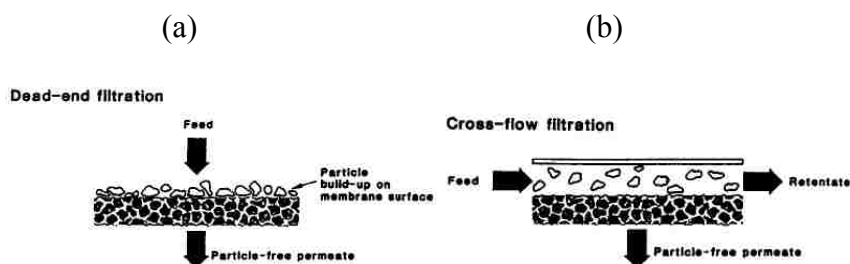 (a)
Dead-end filtration
Feed
Particle
build-up on
membrane surface
Particle-free permeate
(b)
Cross-flow filtration
Feed
Retentate
Particle-free permeate